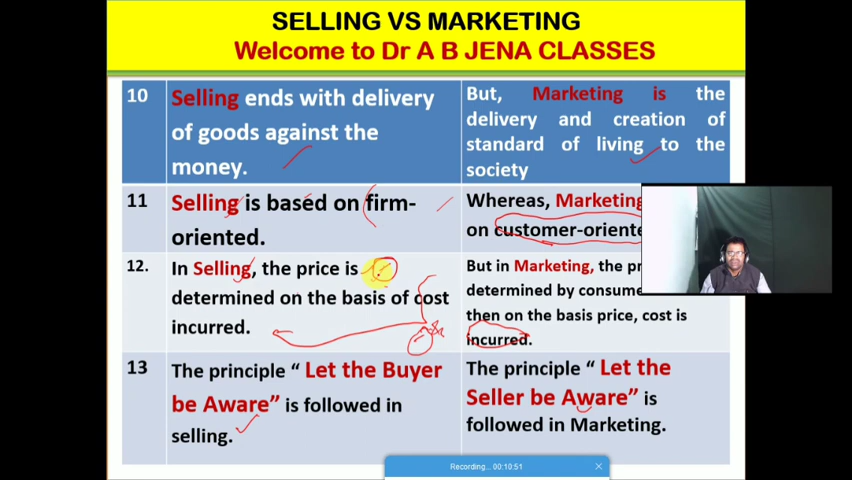 SELLING VS MARKETING
Welcome to Dr A B JENA CLASSES
10
Selling ends with delivery
of goods against the
money.
But, Marketing is the
delivery and creation of
standard of living to the
society
11
Selling is based on firm-
oriented.
Whereas, Marketing
on customer-oriente
12.
In Selling, the price is
determined on the basis of cost
incurred.
But in Marketing, the pr
determined by consume
then on the basis price, cost is
incurred.
13
The principle “ Let the Buyer
be Aware” is followed in
selling.
The principle “ Let the
Seller be Aware” is
followed in Marketing.
Recording... 00:10:51